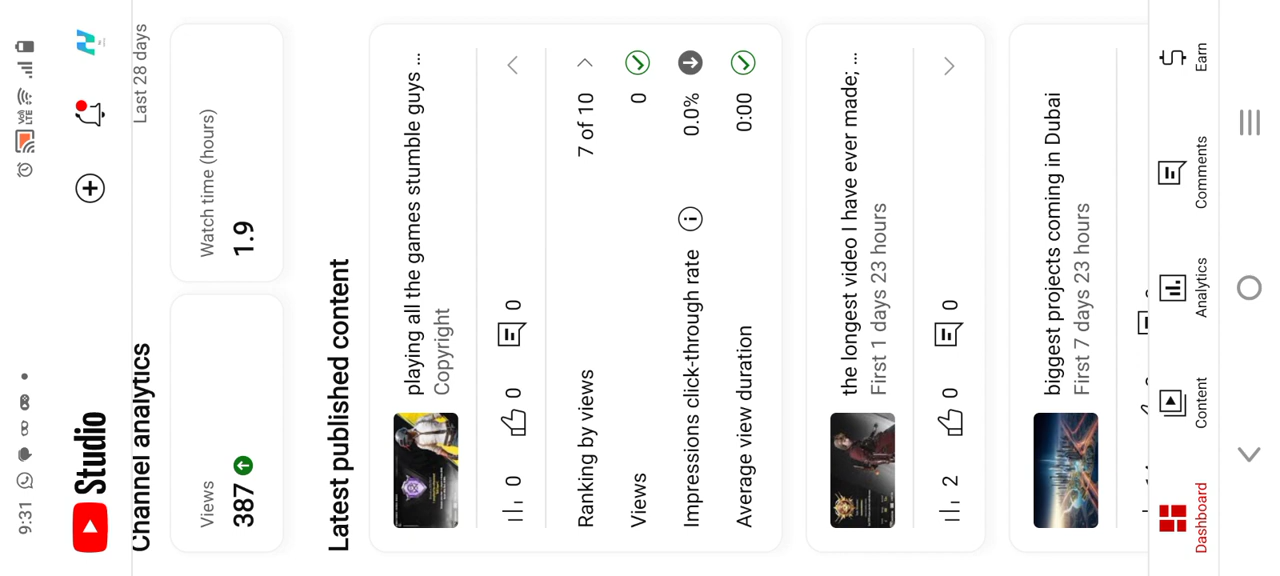 9:31
VoD LTE
Studio
Channel analytics
Last 28 days
Views
387
Watch time (hours)
1.9
Latest published content
playing all the games stumble guys ...
Copyright
0 0 0
Ranking by views 7 of 10
Views 0
Impressions click-through rate 0.0%
Average view duration 0:00
the longest video I have ever made; ...
First 1 days 23 hours
2 0 0
biggest projects coming in Dubai
First 7 days 23 hours
Dashboard
Content
Analytics
Comments
Earn